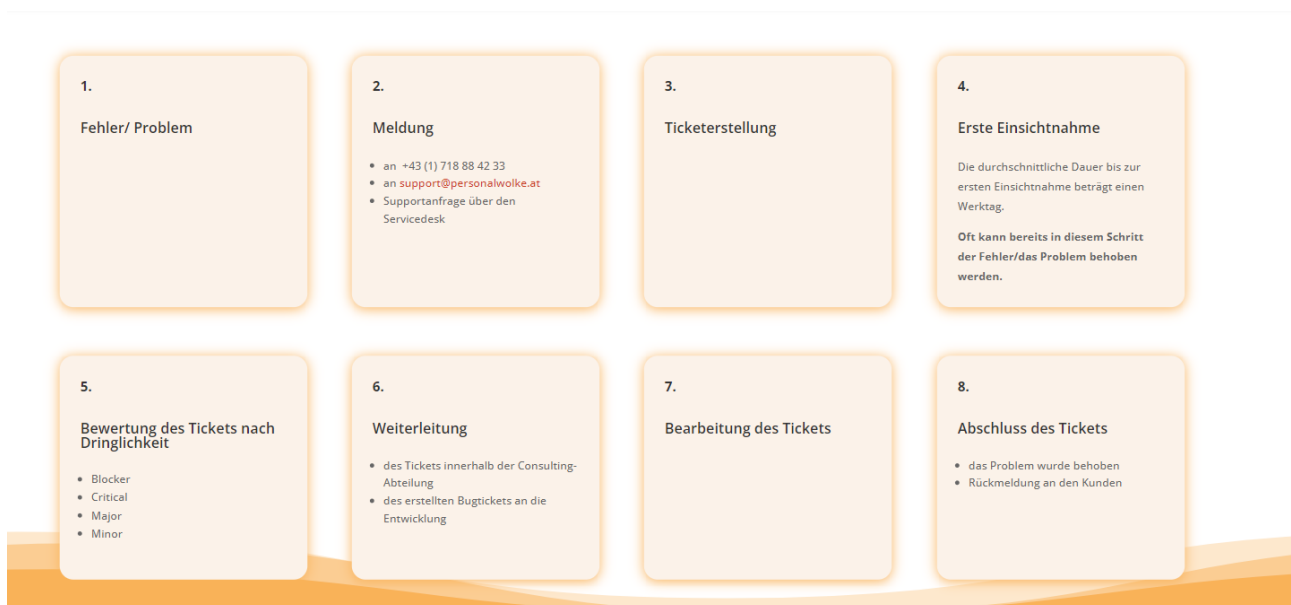 1.
Fehler/ Problem
2.
Meldung
an +43 (1) 718 88 42 33
an support@personalwolke.at
Supportanfrage über den
Servicedesk
3.
Ticketerstellung
4.
Erste Einsichtnahme
Die durchschnittliche Dauer bis zur
ersten Einsichtnahme beträgt einen
Werktag.
Oft kann bereits in diesem Schritt
der Fehler/das Problem behoben
werden.
5.
Bewertung des Tickets nach
Dringlichkeit
Blocker
Critical
Major
Minor
6.
Weiterleitung
des Tickets innerhalb der Consulting-
Abteilung
des erstellten Bugtickets an die
Entwicklung
7.
Bearbeitung des Tickets
8.
Abschluss des Tickets
das Problem wurde behoben
Rückmeldung an den Kunden